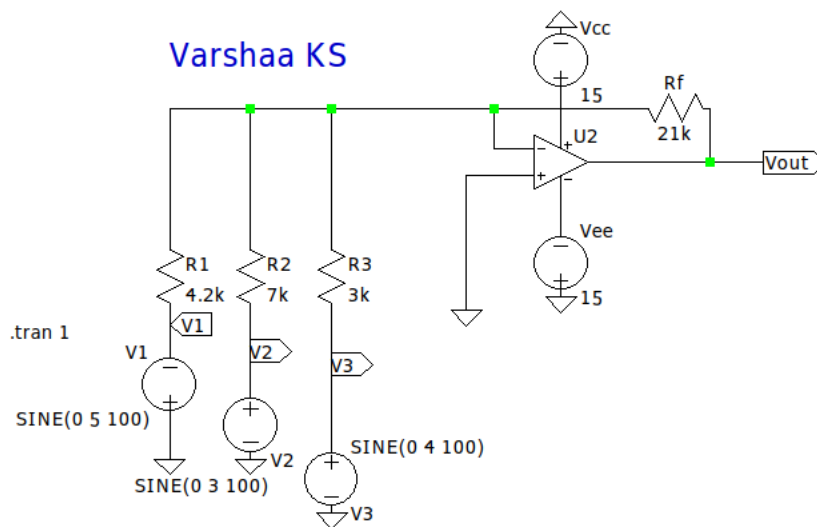 Varshaa KS
Vcc
15
Rf
21k
U2
Vout
Vee
15
R1
4.2k
R2
7k
R3
3k
V1
.tran 1
V1
V2
V3
SINE(0 5 100)
SINE(0 4 100)
V2
SINE(0 3 100)
V3